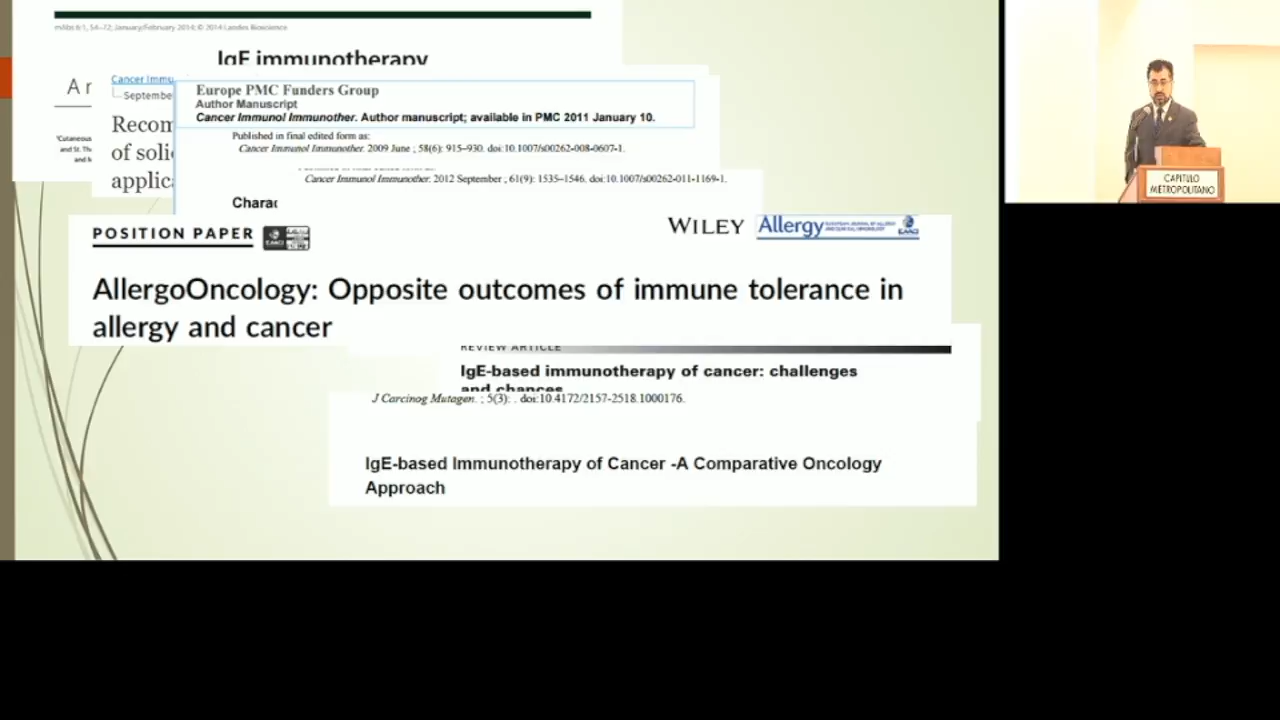 mAbs 6:1, 54–72; January/February 2014; © 2014 Landes Bioscience
IgE immunotherapy
Cancer Immu
Septembe
Recom
of soli
applic
Europe PMC Funders Group
Author Manuscript
Cancer Immunol Immunother. Author manuscript; available in PMC 2011 January 10.
Published in final edited form as:
Cancer Immunol Immunother. 2009 June ; 58(6): 915–930. doi:10.1007/s00262-008-0607-1.
Cancer Immunol Immunother. 2012 September ; 61(9): 1535–1546. doi:10.1007/s00262-011-1169-1.
Charac
POSITION PAPER
WILEY
Allergy
AllergoOncology: Opposite outcomes of immune tolerance in
allergy and cancer
REVIEW ARTICLE
IgE-based immunotherapy of cancer: challenges
and chances
J Carcinog Mutagen. ; 5(3): . doi:10.4172/2157-2518.1000176.
IgE-based Immunotherapy of Cancer -A Comparative Oncology
Approach
CAPITULO
METROPOLITANO